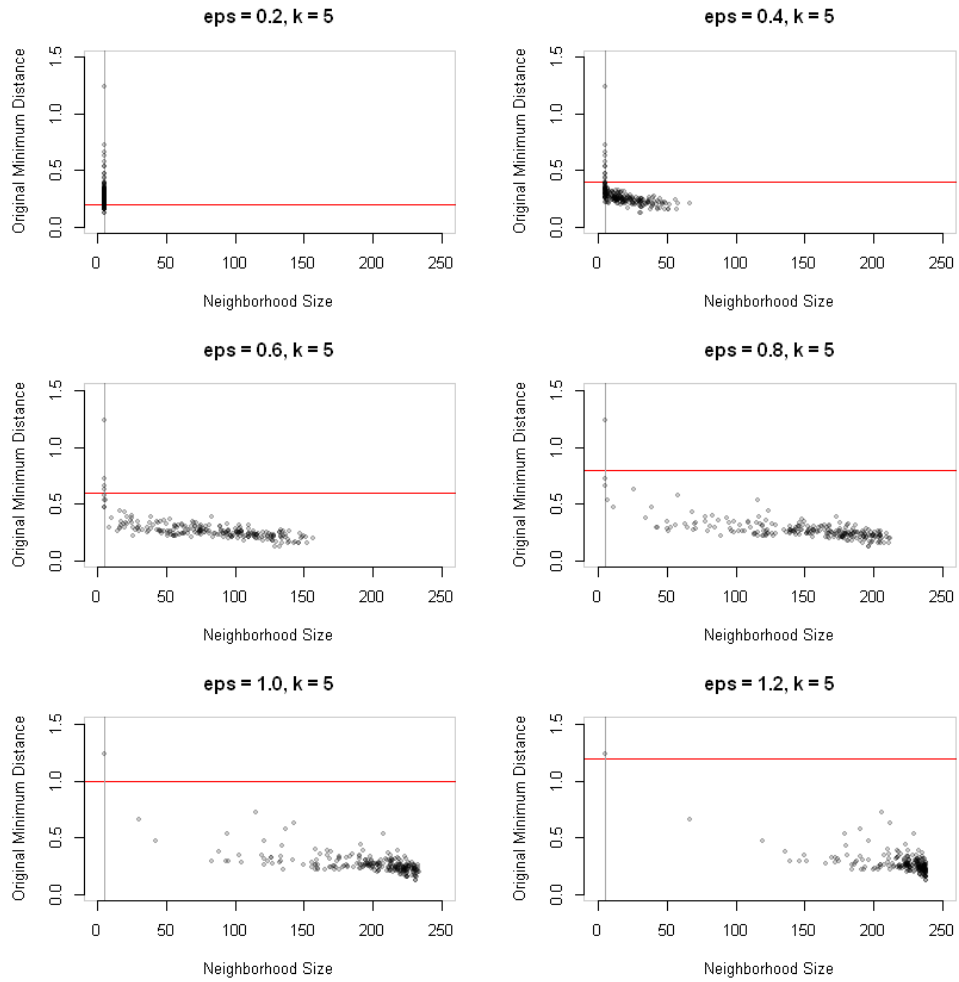 eps = 0.2, k = 5
Original Minimum Distance
1.5
1.0
0.5
0.0
0 50 100 150 200 250
Neighborhood Size
eps = 0.4, k = 5
Original Minimum Distance
1.5
1.0
0.5
0.0
0 50 100 150 200 250
Neighborhood Size
eps = 0.6, k = 5
Original Minimum Distance
1.5
1.0
0.5
0.0
0 50 100 150 200 250
Neighborhood Size
eps = 0.8, k = 5
Original Minimum Distance
1.5
1.0
0.5
0.0
0 50 100 150 200 250
Neighborhood Size
eps = 1.0, k = 5
Original Minimum Distance
1.5
1.0
0.5
0.0
0 50 100 150 200 250
Neighborhood Size
eps = 1.2, k = 5
Original Minimum Distance
1.5
1.0
0.5
0.0
0 50 100 150 200 250
Neighborhood Size